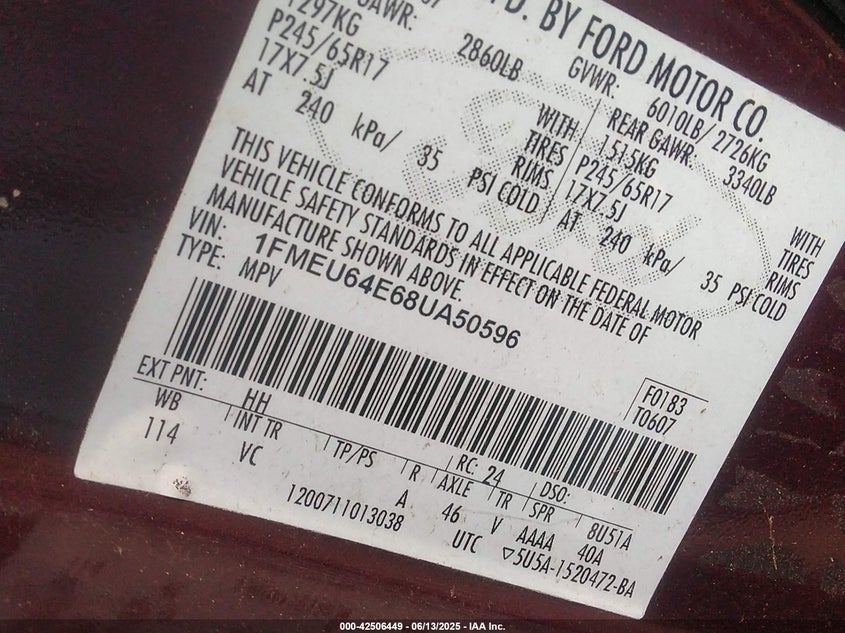 D. BY FORD MOTOR CO.
GAWR: 2860LB GVWR: 6010LB/ 2726KG
1297KG WITH REAR GAWR: 3340LB
P245/65R17 TIRES 1515KG WITH
17X7.5J RIMS P245/65R17 TIRES
AT 240 kPa/ 35 PSI COLD 17X7.5J RIMS
AT 240 kPa/ 35 PSI COLD
THIS VEHICLE CONFORMS TO ALL APPLICABLE FEDERAL MOTOR
VEHICLE SAFETY STANDARDS IN EFFECT ON THE DATE OF
MANUFACTURE SHOWN ABOVE.
VIN: 1FMEU64E68UA50596
TYPE: MPV
F0183
T0607
EXT PNT: HH RC: 24 DSO:
WB INT TR TP/PS R AXLE TR SPR 8U51A
114 VC A 46 V AAAA 40A
1200711013038 UTC ▽5U5A-1520472-BA
000-42506449 - 06/13/2025 - IAA Inc.